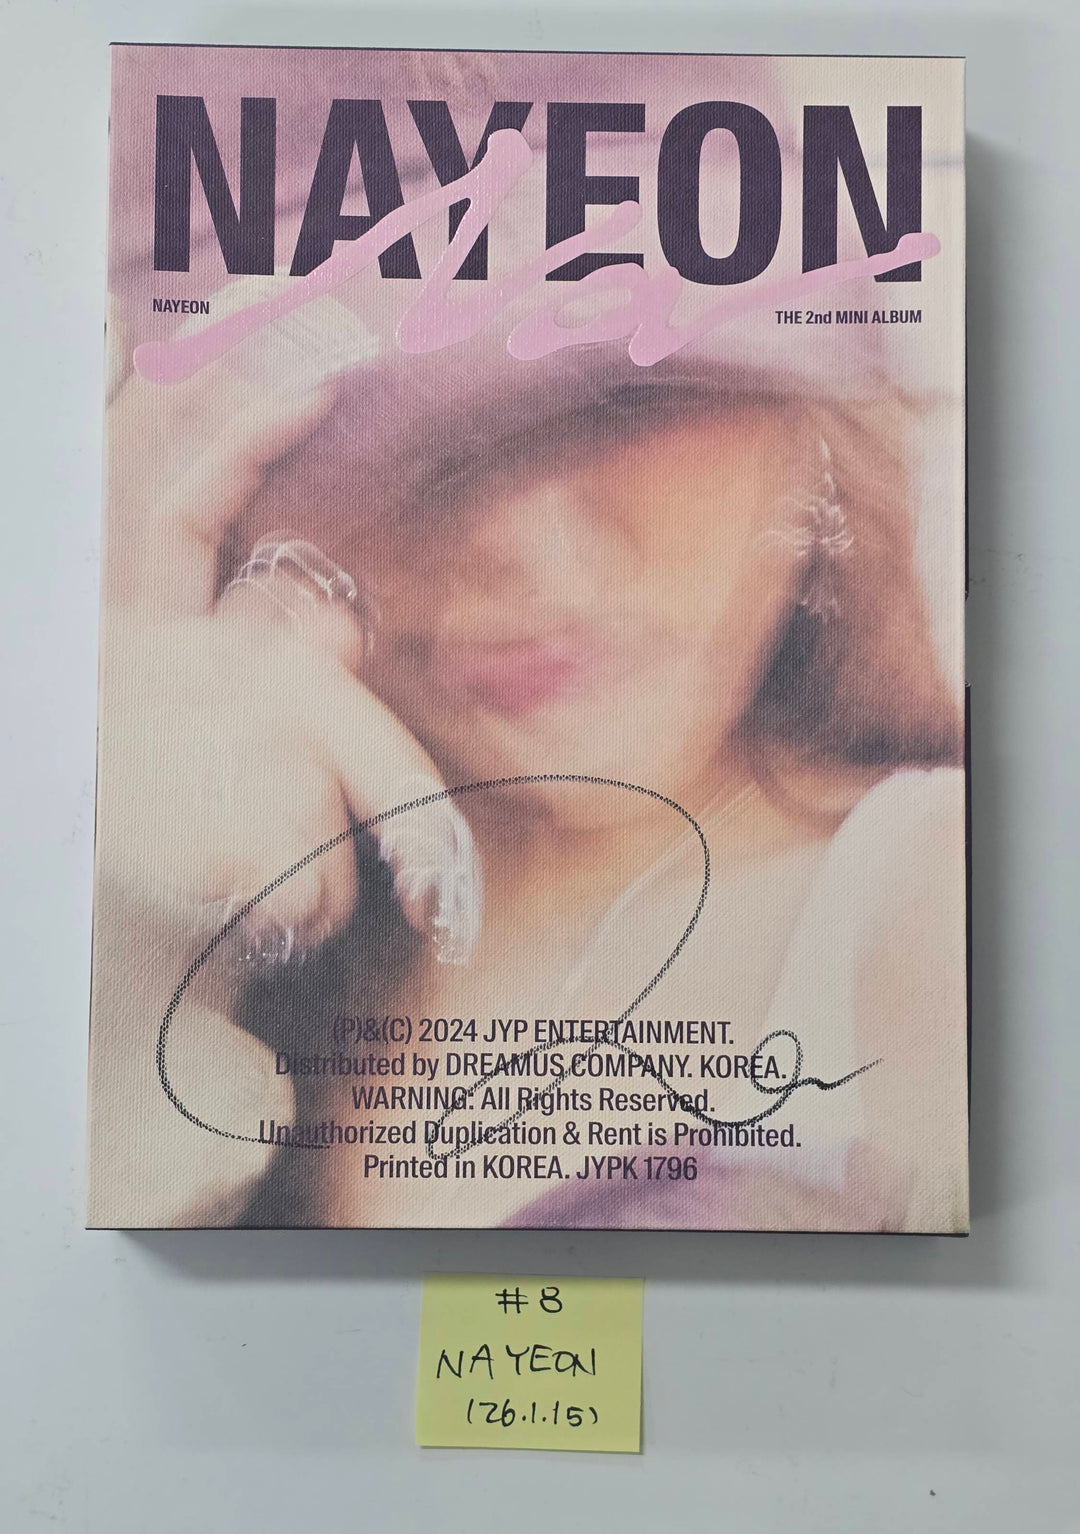 NAYEON
NA
NAYEON
THE 2nd MINI ALBUM
(P)&(C) 2024 JYP ENTERTAINMENT.
Distributed by DREAMUS COMPANY. KOREA.
WARNING: All Rights Reserved.
Unauthorized Duplication & Rent is Prohibited.
Printed in KOREA. JYPK 1796
#8
NAYEON
(26.1.15)